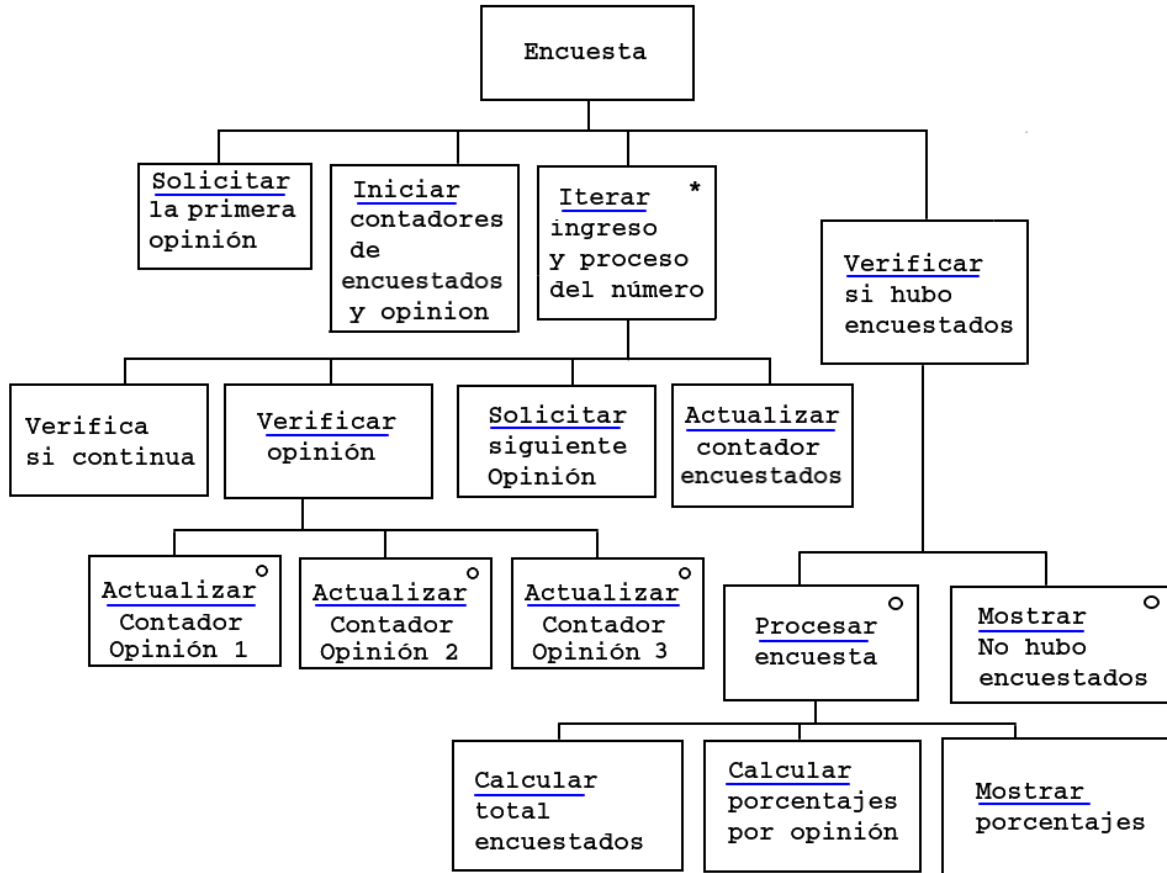 Encuesta
Solicitar
la primera
opinión
Iniciar
contadores
de
encuestados
y opinion
Iterar *
ingreso
y proceso
del número
Verificar
si hubo
encuestados
Verifica
si continua
Verificar
opinión
Solicitar
siguiente
Opinión
Actualizar
contador
encuestados
Actualizar
Contador
Opinión 1
Actualizar
Contador
Opinión 2
Actualizar
Contador
Opinión 3
Procesar
encuesta
Mostrar
No hubo
encuestados
Calcular
total
encuestados
Calcular
porcentajes
por opinión
Mostrar
porcentajes